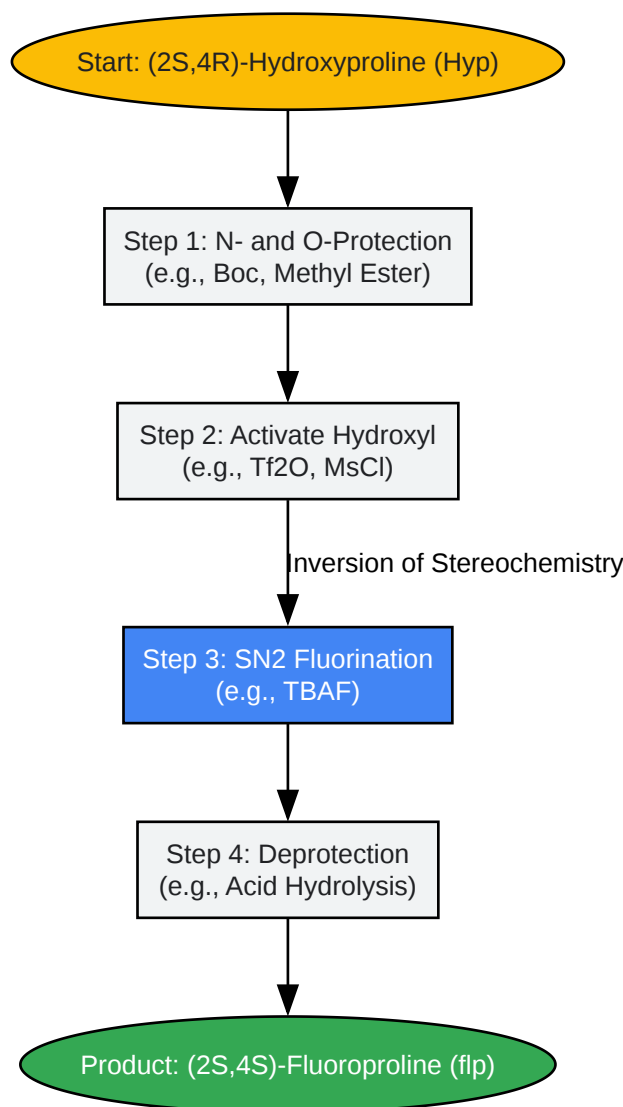 Start: (2S,4R)-Hydroxyproline (Hyp)
Step 1: N- and O-Protection
(e.g., Boc, Methyl Ester)
Step 2: Activate Hydroxyl
(e.g., Tf2O, MsCl)
Inversion of Stereochemistry
Step 3: SN2 Fluorination
(e.g., TBAF)
Step 4: Deprotection
(e.g., Acid Hydrolysis)
Product: (2S,4S)-Fluoroproline (flp)